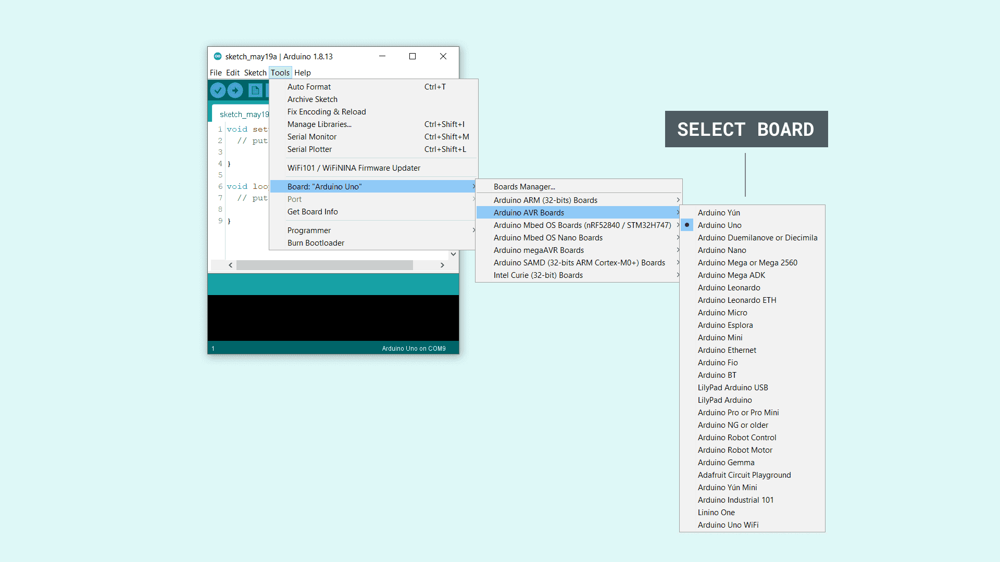 sketch_may19a | Arduino 1.8.13
File Edit Sketch Tools Help
Auto Format Ctrl+T
Archive Sketch
Fix Encoding & Reload
Manage Libraries... Ctrl+Shift+I
Serial Monitor Ctrl+Shift+M
Serial Plotter Ctrl+Shift+L
WiFi101 / WiFiNINA Firmware Updater
Board: "Arduino Uno"
Port
Get Board Info
Programmer
Burn Bootloader
sketch_may19
1 void set
2 // put
3
4 }
5
6 void loo
7 // put
8
9 }
1 Arduino Uno on COM9
Boards Manager...
Arduino ARM (32-bits) Boards
Arduino AVR Boards
Arduino Mbed OS Boards (nRF52840 / STM32H747)
Arduino Mbed OS Nano Boards
Arduino megaAVR Boards
Arduino SAMD (32-bits ARM Cortex-M0+) Boards
Intel Curie (32-bit) Boards
SELECT BOARD
Arduino Yún
Arduino Uno
Arduino Duemilanove or Diecimila
Arduino Nano
Arduino Mega or Mega 2560
Arduino Mega ADK
Arduino Leonardo
Arduino Leonardo ETH
Arduino Micro
Arduino Esplora
Arduino Mini
Arduino Ethernet
Arduino Fio
Arduino BT
LilyPad Arduino USB
LilyPad Arduino
Arduino Pro or Pro Mini
Arduino NG or older
Arduino Robot Control
Arduino Robot Motor
Arduino Gemma
Adafruit Circuit Playground
Arduino Yún Mini
Arduino Industrial 101
Linino One
Arduino Uno WiFi